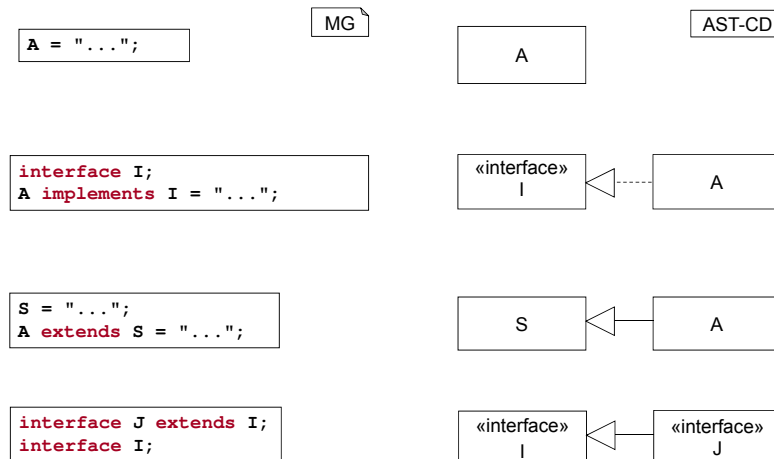 MG
AST-CD
A = "...";
A
interface I;
A implements I = "...";
«interface»
I
A
S = "...";
A extends S = "...";
S
A
interface J extends I;
interface I;
«interface»
I
«interface»
J